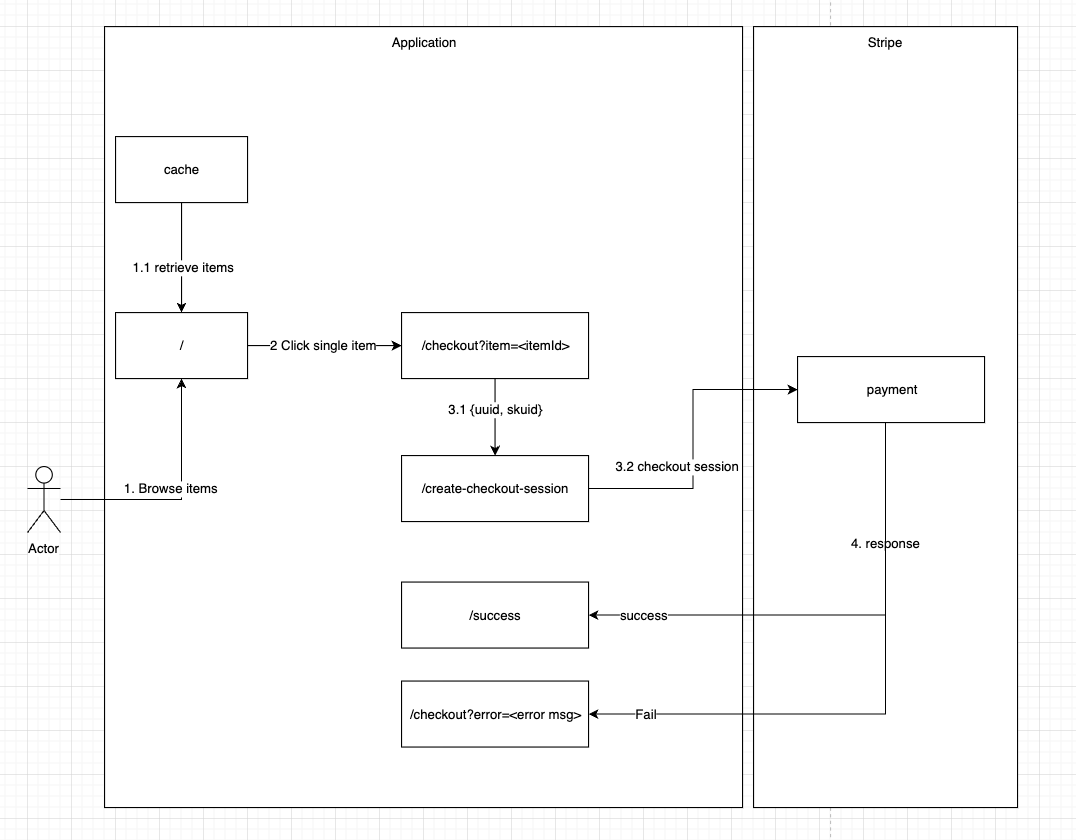 Application
Stripe
cache
1.1 retrieve items
/
2 Click single item
/checkout?item=<itemId>
payment
3.1 {uuid, skuid}
3.2 checkout session
1. Browse items
/create-checkout-session
Actor
4. response
/success
success
/checkout?error=<error msg>
Fail